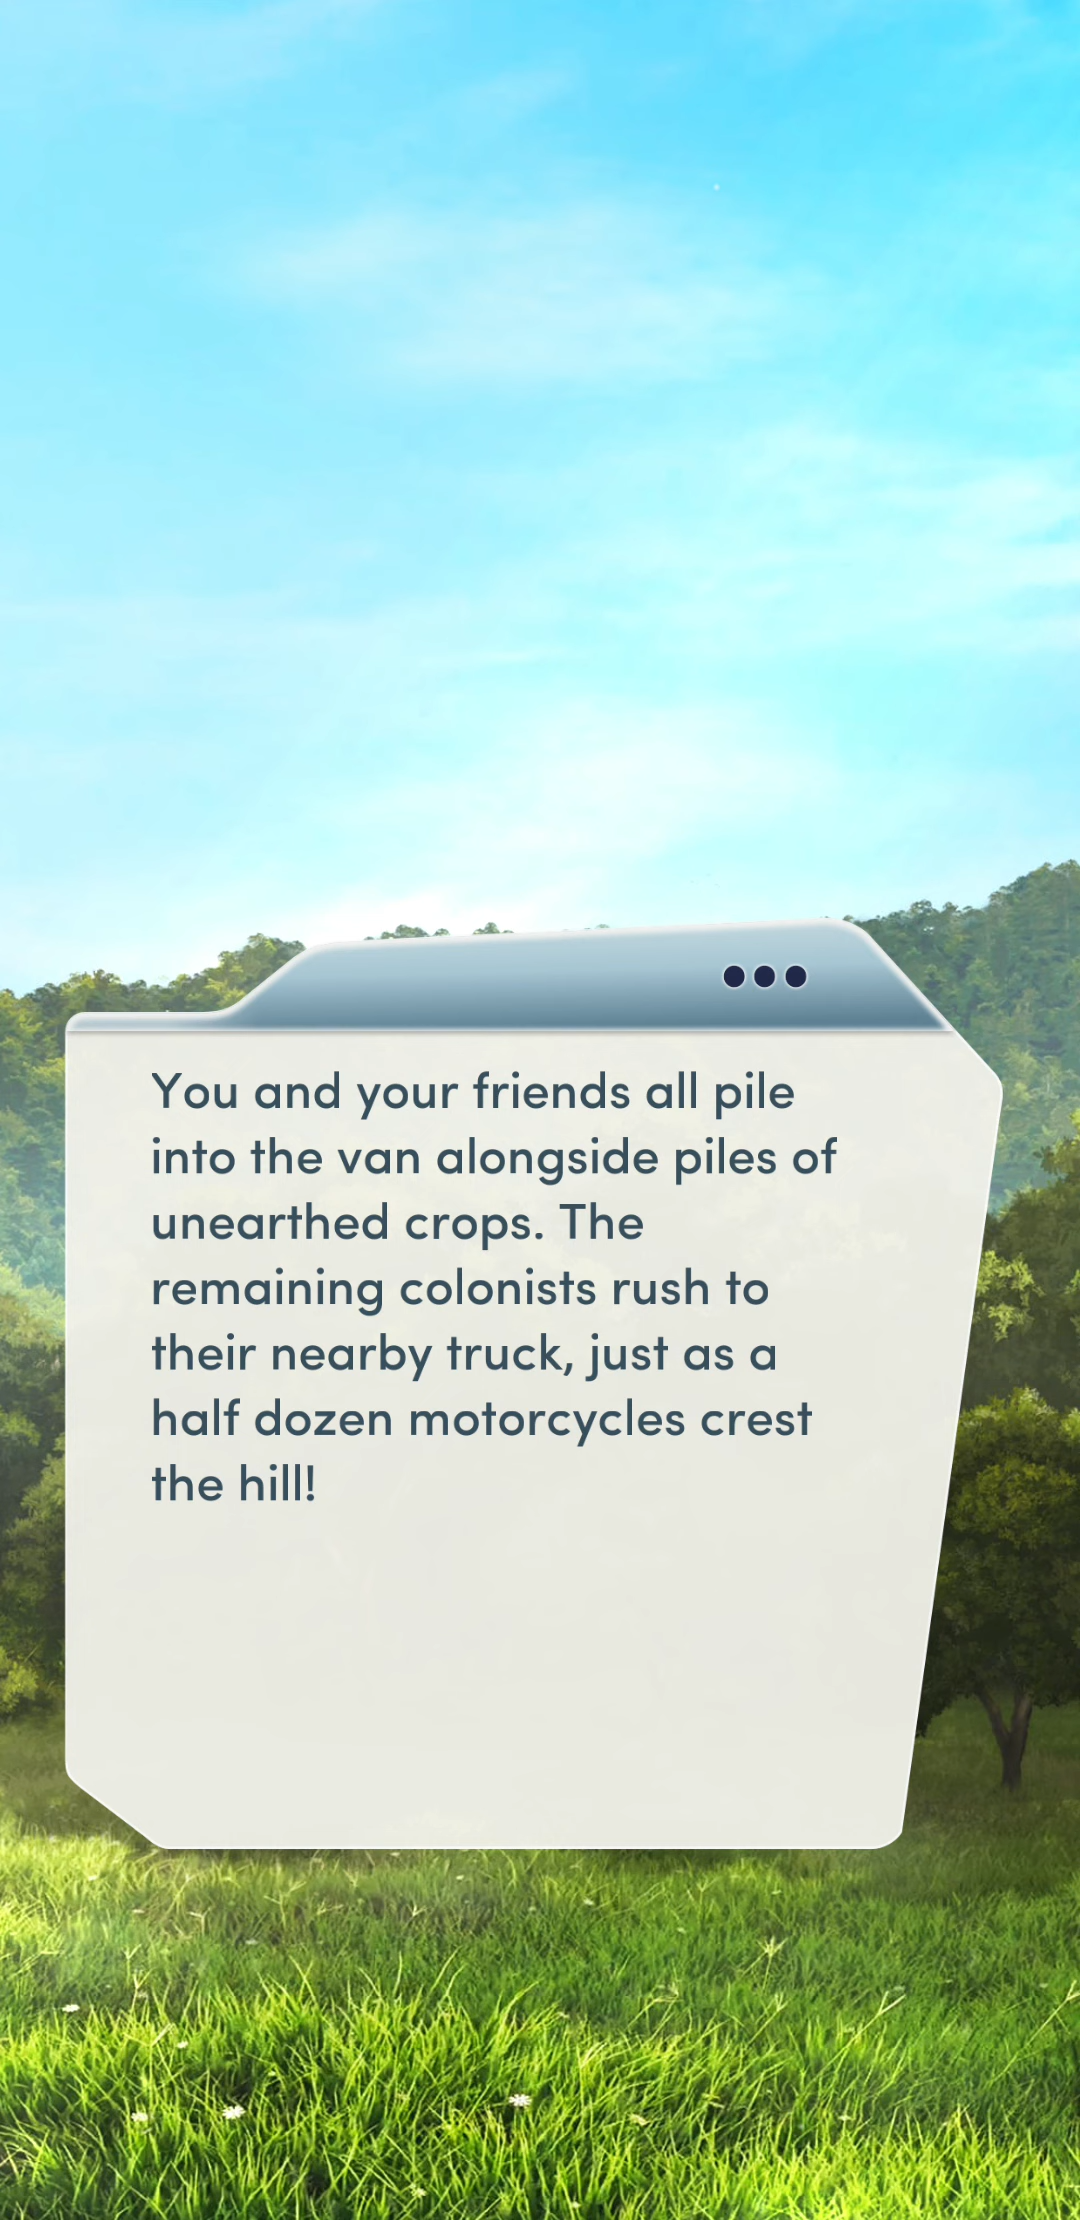 You and your friends all pile
into the van alongside piles of
unearthed crops. The
remaining colonists rush to
their nearby truck, just as a
half dozen motorcycles crest
the hill!